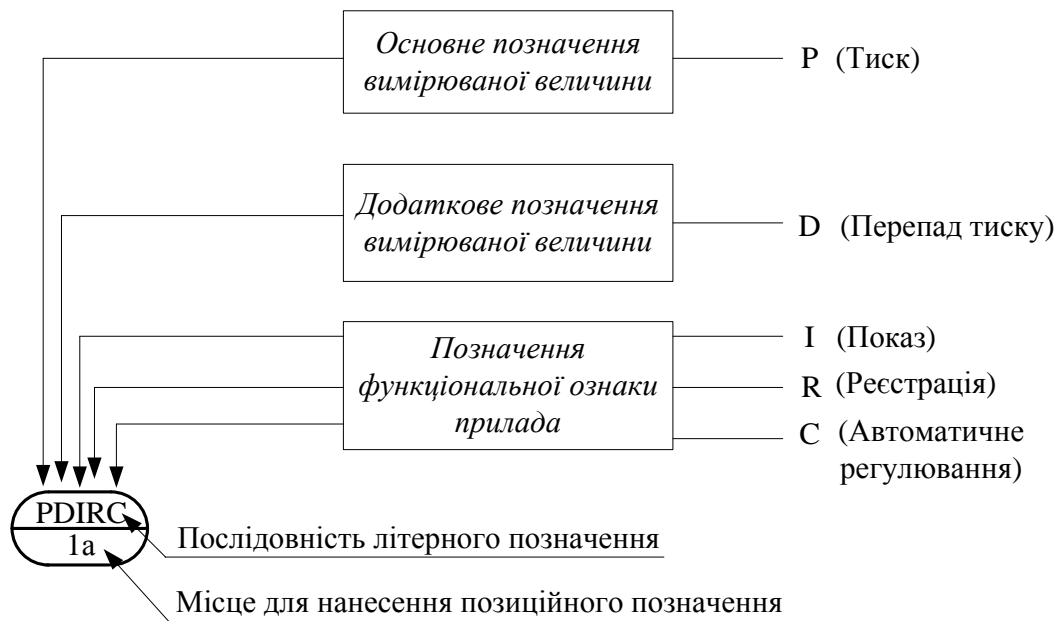 Основне позначення
вимірюваної величини
P (Тиск)
Додаткове позначення
вимірюваної величини
D (Перепад тиску)
Позначення
функціональної ознаки
прилада
I (Показ)
R (Реєстрація)
C (Автоматичне
регулювання)
PDIRC
1а
Послідовність літерного позначення
Місце для нанесення позиційного позначення